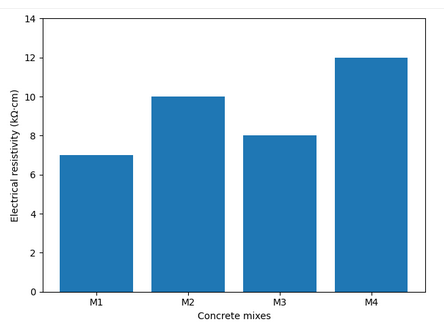 14
12
10
8
6
4
2
0
Electrical resistivity (kΩ·cm)
M1 M2 M3 M4
Concrete mixes